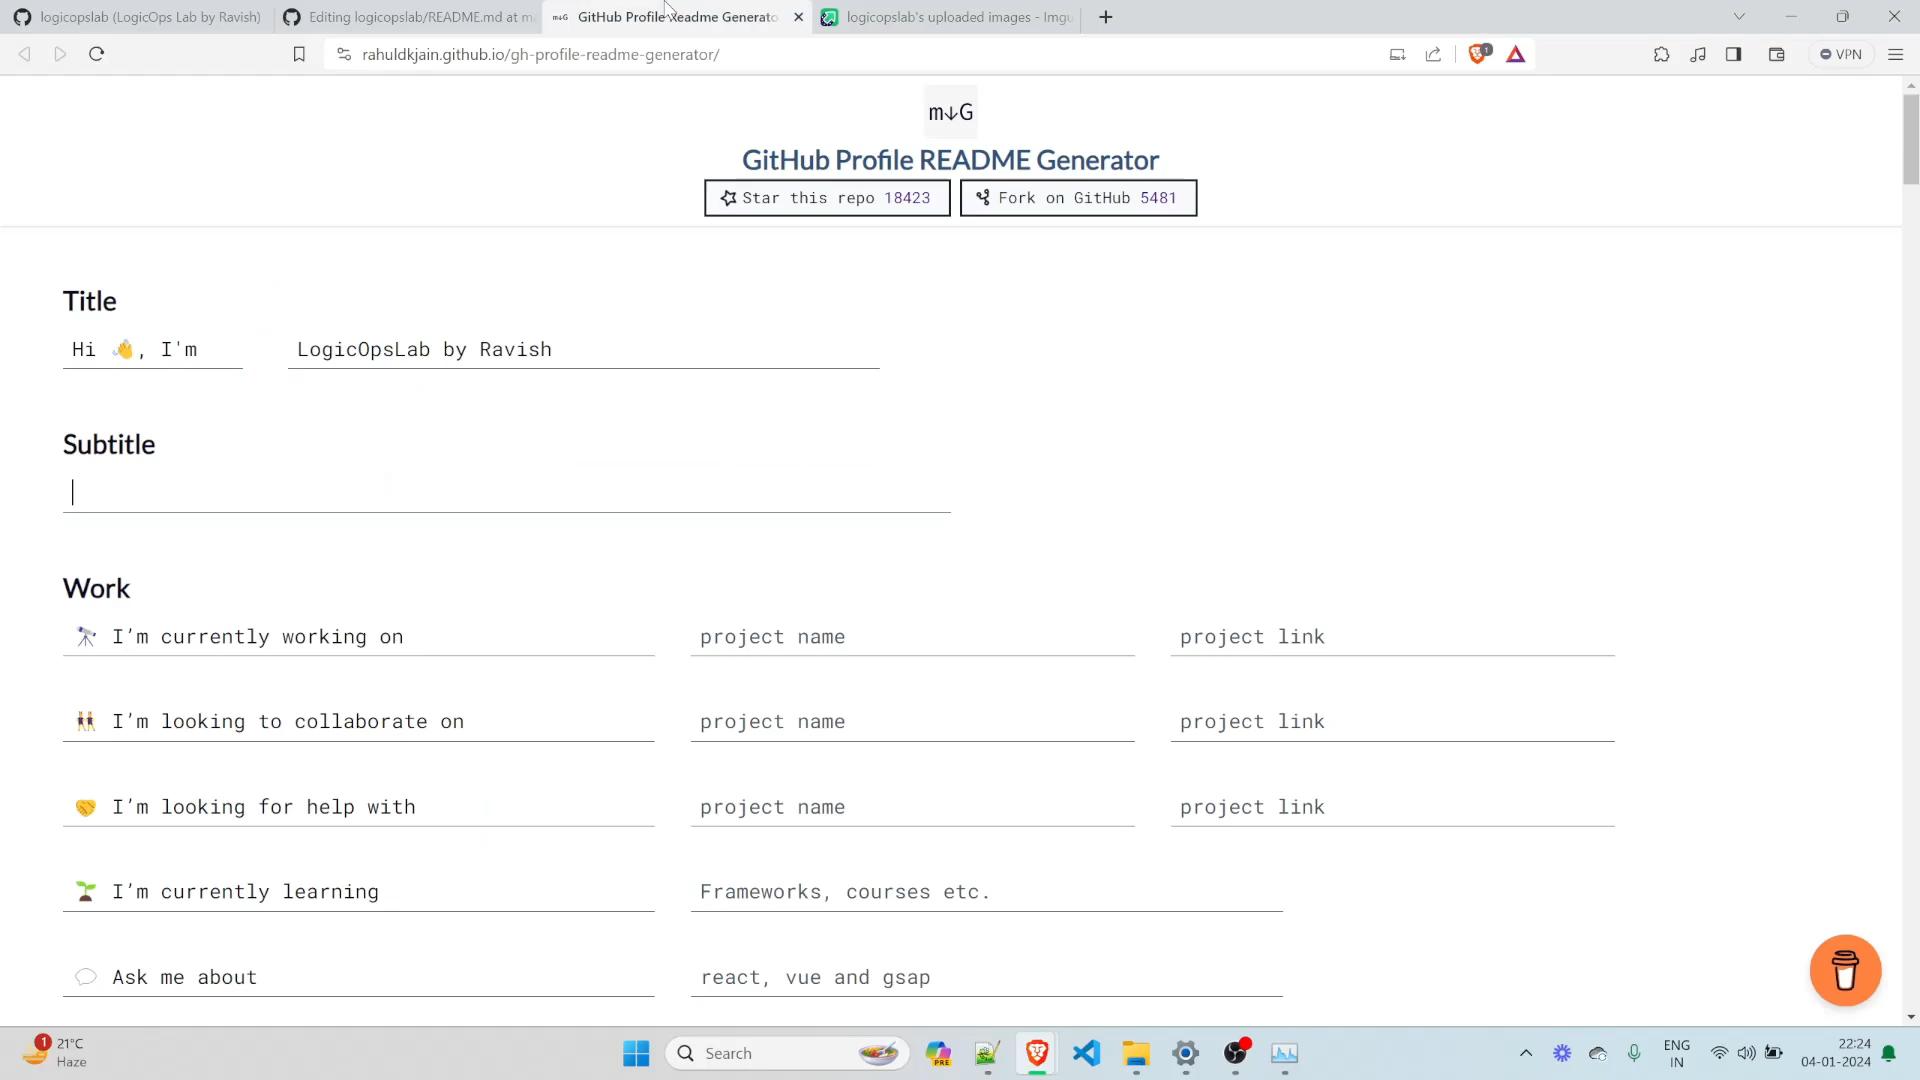 logicopslab (LogicOps Lab by Ravish)
Editing logicopslab/README.md at ma
GitHub Profile Readme Generato
logicopslab's uploaded images - Imgu
rahuldkjain.github.io/gh-profile-readme-generator/
1
VPN
m↓G
GitHub Profile README Generator
Star this repo 18423
Fork on GitHub 5481
Title
Hi 👋, I'm
LogicOpsLab by Ravish
Subtitle
Work
🔭 I’m currently working on
project name
project link
👯 I’m looking to collaborate on
project name
project link
🤝 I’m looking for help with
project name
project link
🌱 I’m currently learning
Frameworks, courses etc.
💬 Ask me about
react, vue and gsap
1
21°C
Haze
Search
PRE
ENG
IN
22:24
04-01-2024